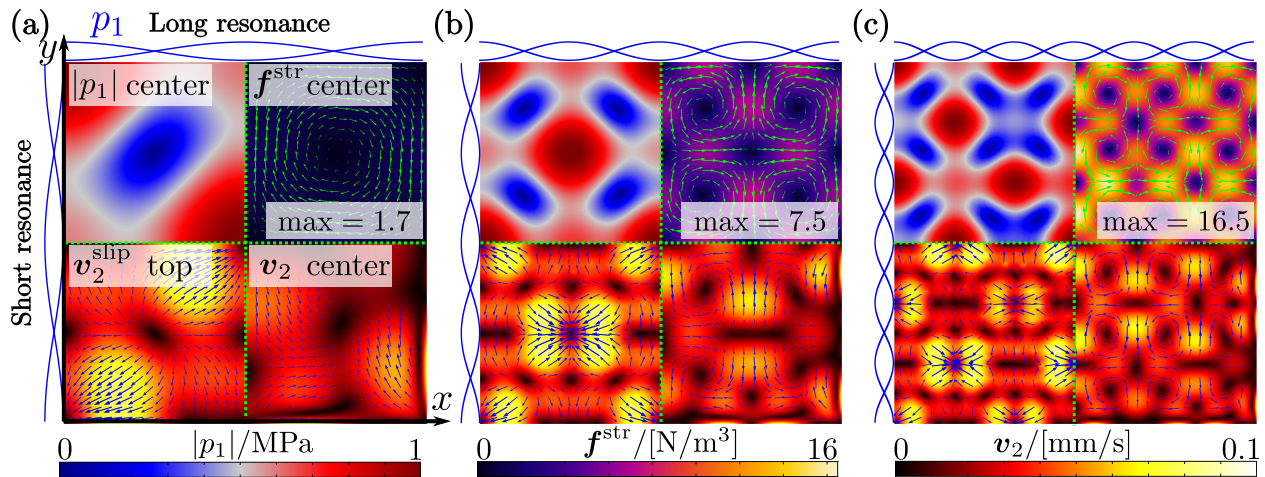 (a) p₁ Long resonance
(b)
(c)
y
Short resonance
|p₁| center
f^str center
max = 1.7
v₂^slip top
v₂ center
x
max = 7.5
max = 16.5
0 |p₁|/MPa 1
0 f^str/[N/m³] 16
0 v₂/[mm/s] 0.1